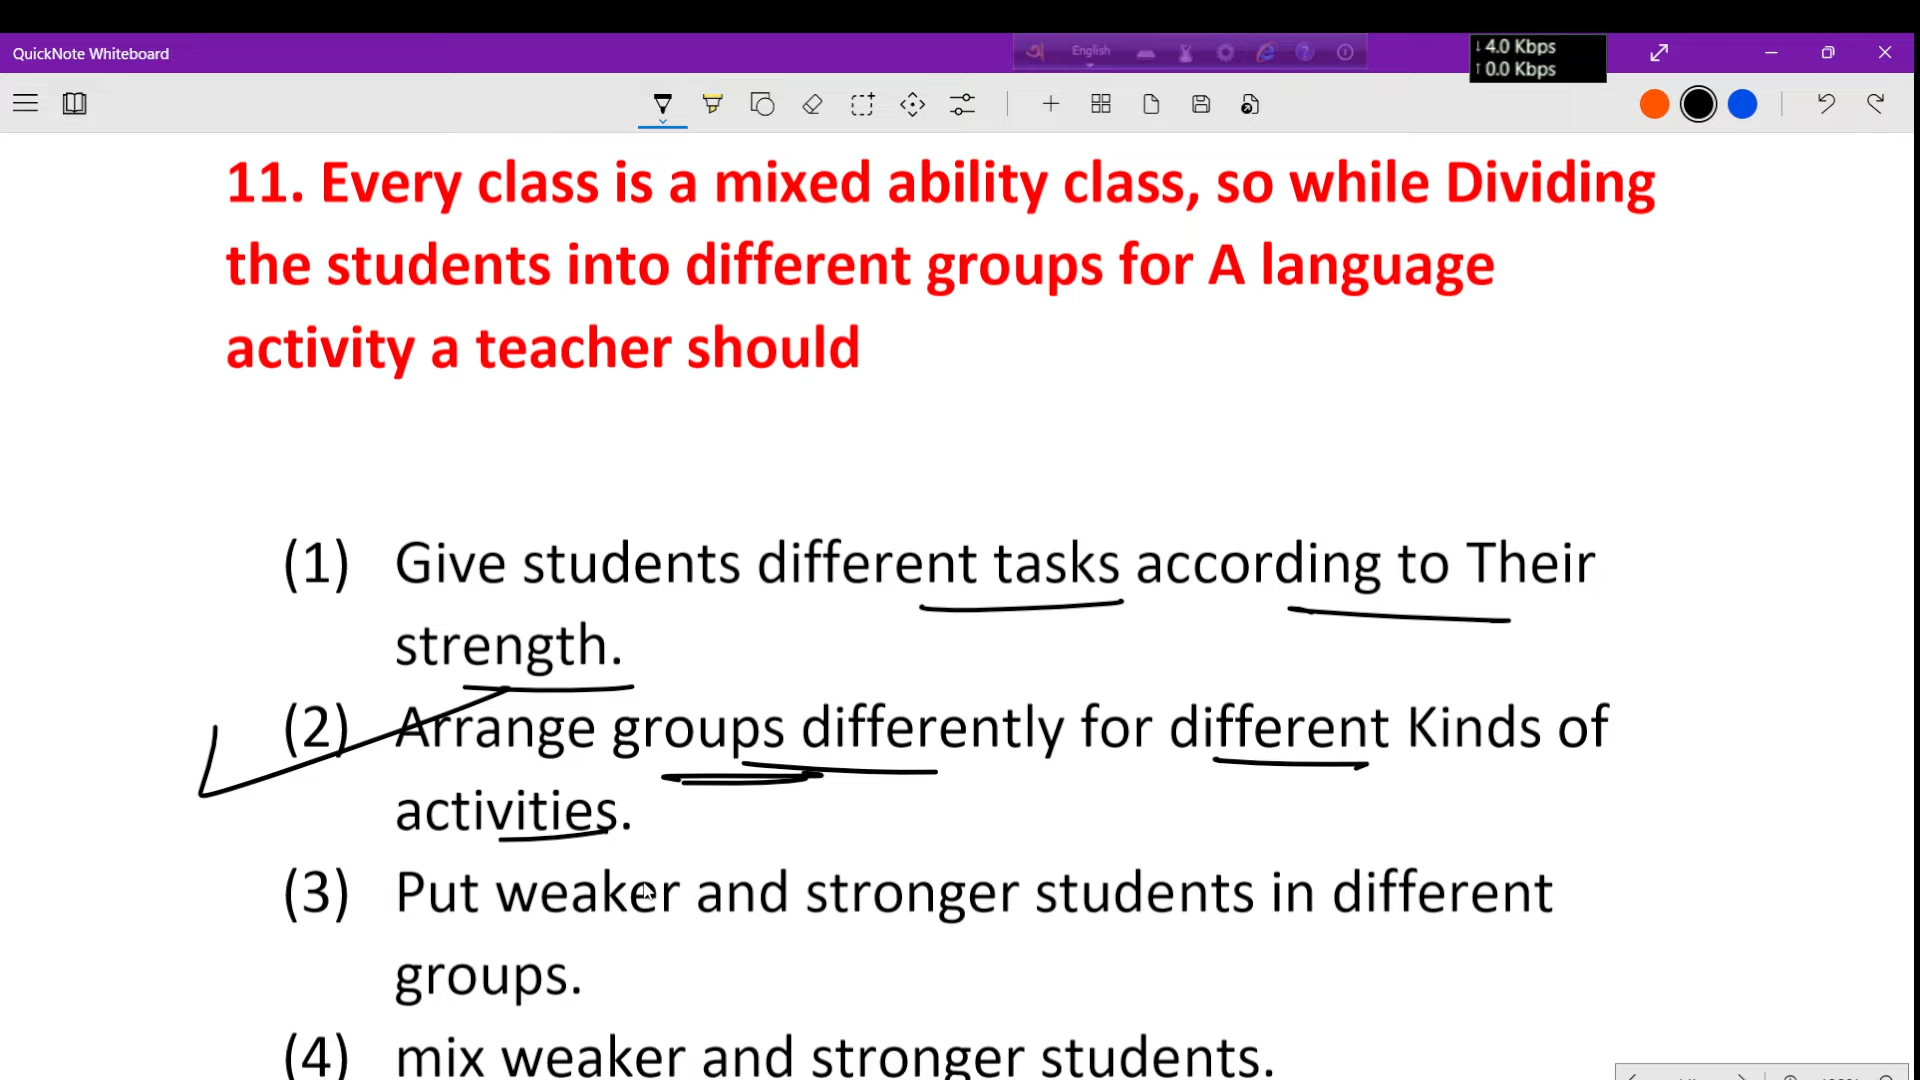 QuickNote Whiteboard
English
↓ 4.0 Kbps
↑ 0.0 Kbps
11. Every class is a mixed ability class, so while Dividing
the students into different groups for A language
activity a teacher should
(1) Give students different tasks according to Their
strength.
(2) Arrange groups differently for different Kinds of
activities.
(3) Put weaker and stronger students in different
groups.
(4) mix weaker and stronger students.